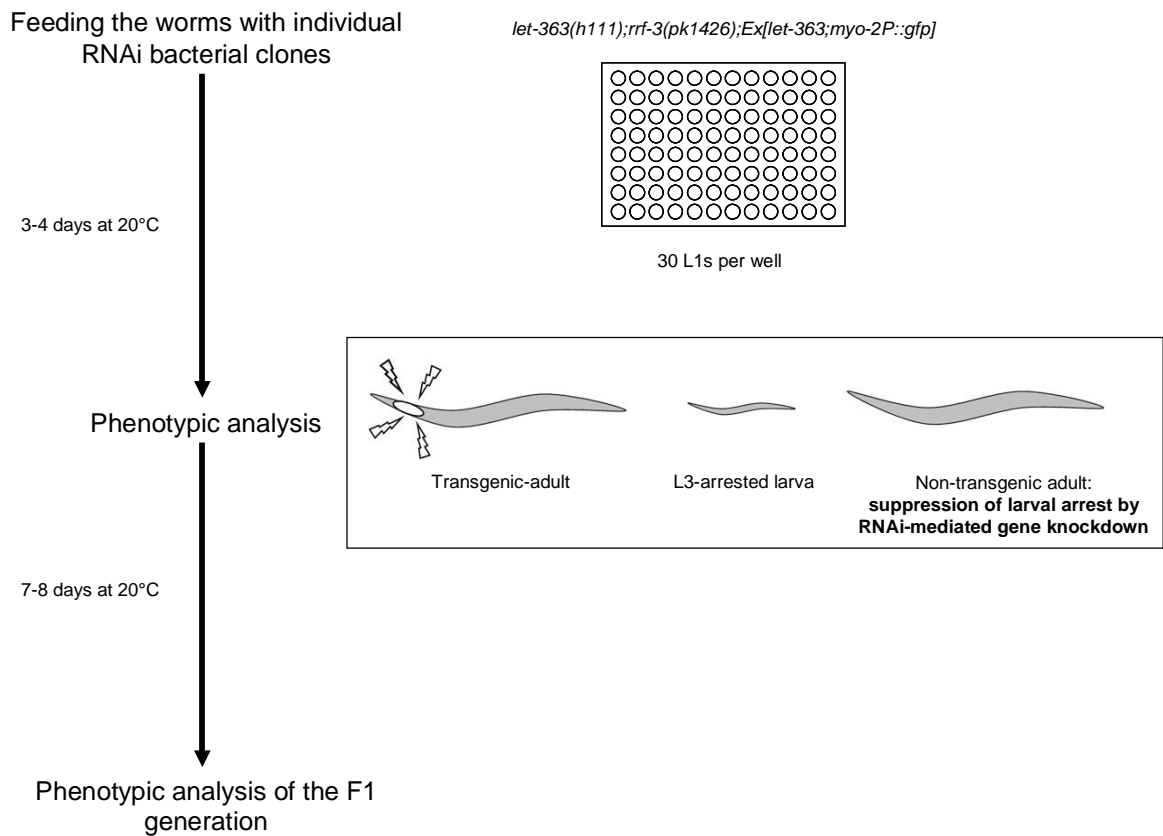 Feeding the worms with individual
RNAi bacterial clones
let-363(h111);rrf-3(pk1426);Ex[let-363;myo-2P::gfp]
3-4 days at 20°C
30 L1s per well
Phenotypic analysis
Transgenic-adult
L3-arrested larva
Non-transgenic adult:
suppression of larval arrest by
RNAi-mediated gene knockdown
7-8 days at 20°C
Phenotypic analysis of the F1
generation